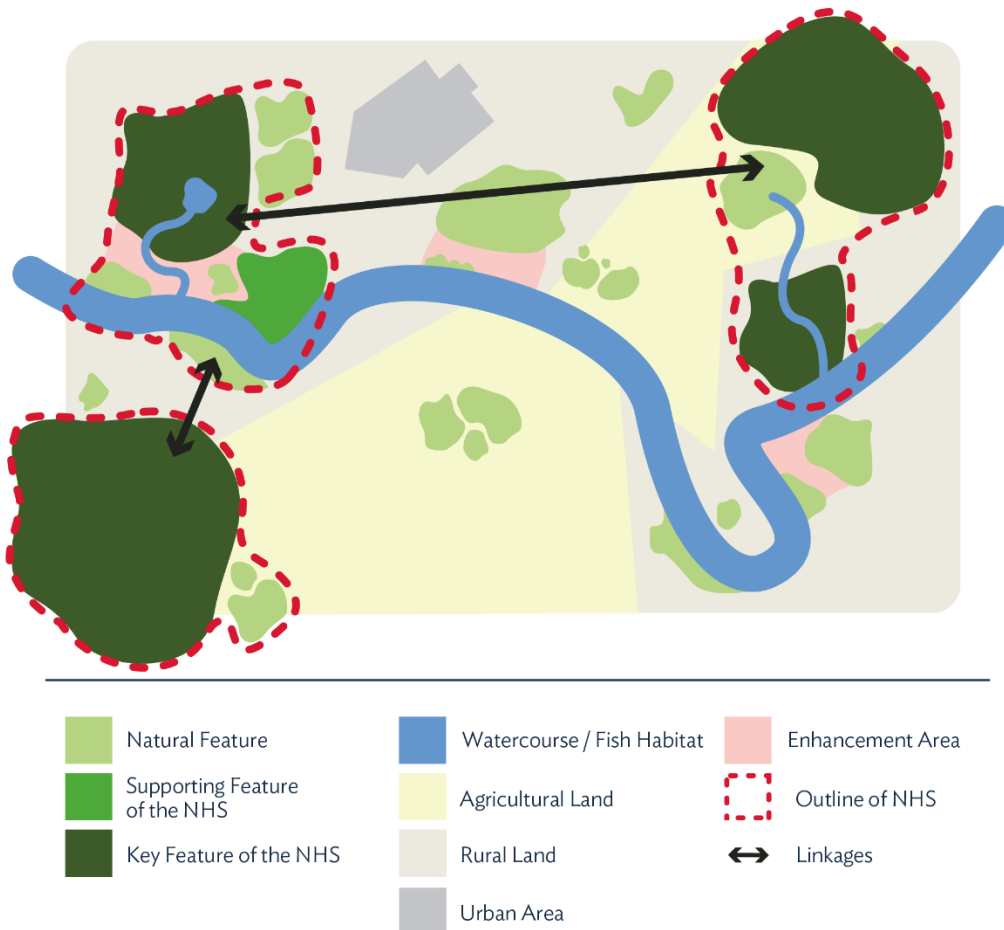 Natural Feature
Supporting Feature
of the NHS
Key Feature of the NHS
Watercourse / Fish Habitat
Agricultural Land
Rural Land
Urban Area
Enhancement Area
Outline of NHS
Linkages